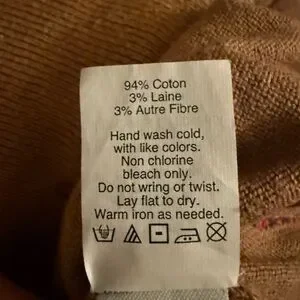 94% Coton
3% Laine
3% Autre Fibre
Hand wash cold,
with like colors.
Non chlorine
bleach only.
Do not wring or twist.
Lay flat to dry.
Warm iron as needed.